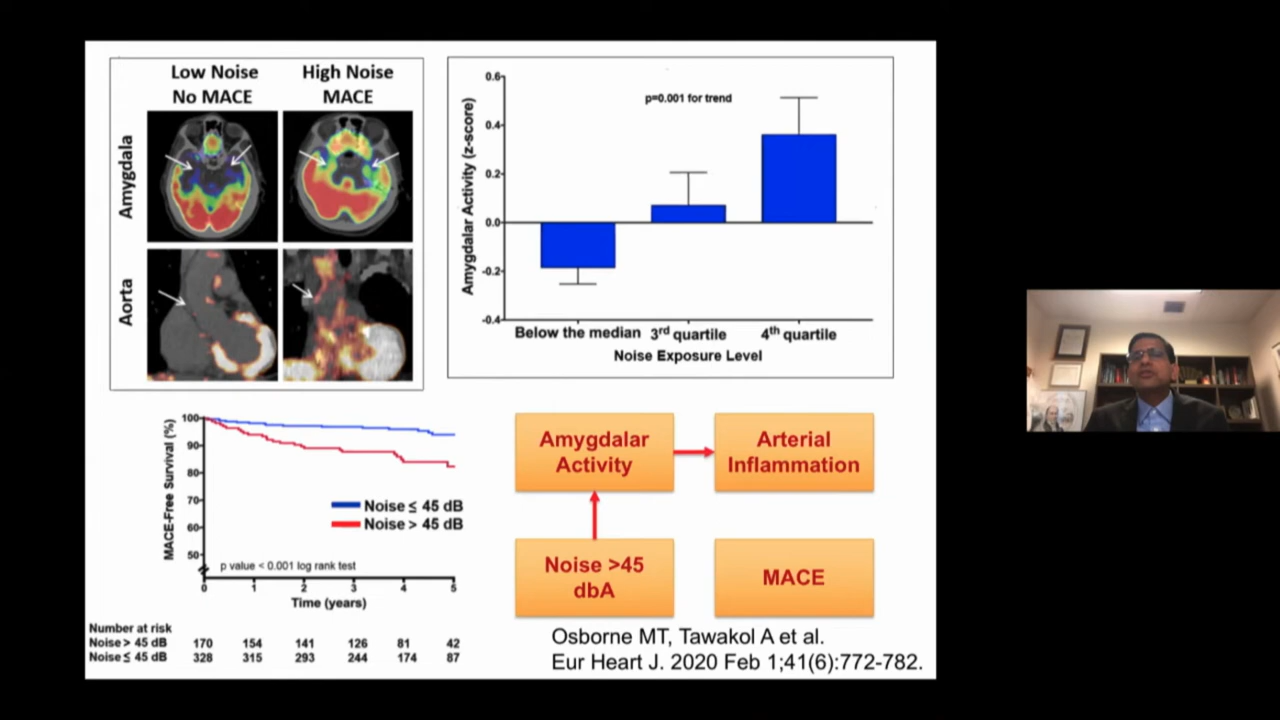 Low Noise
No MACE
High Noise
MACE
Amygdala
Aorta
0.6
0.4
0.2
0.0
-0.2
-0.4
Amygdalar Activity (z-score)
p=0.001 for trend
Below the median
3rd quartile
4th quartile
Noise Exposure Level
100
90
80
70
60
50
MACE-Free Survival (%)
Noise ≤ 45 dB
Noise > 45 dB
p value < 0.001 log rank test
0 1 2 3 4 5
Time (years)
Number at risk
Noise > 45 dB 170 154 141 126 81 42
Noise ≤ 45 dB 328 315 293 244 174 87
Amygdalar
Activity
Arterial
Inflammation
Noise >45
dbA
MACE
Osborne MT, Tawakol A et al.
Eur Heart J. 2020 Feb 1;41(6):772-782.